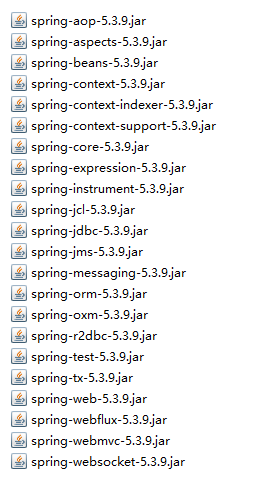 spring-aop-5.3.9.jar
spring-aspects-5.3.9.jar
spring-beans-5.3.9.jar
spring-context-5.3.9.jar
spring-context-indexer-5.3.9.jar
spring-context-support-5.3.9.jar
spring-core-5.3.9.jar
spring-expression-5.3.9.jar
spring-instrument-5.3.9.jar
spring-jcl-5.3.9.jar
spring-jdbc-5.3.9.jar
spring-jms-5.3.9.jar
spring-messaging-5.3.9.jar
spring-orm-5.3.9.jar
spring-oxm-5.3.9.jar
spring-r2dbc-5.3.9.jar
spring-test-5.3.9.jar
spring-tx-5.3.9.jar
spring-web-5.3.9.jar
spring-webflux-5.3.9.jar
spring-webmvc-5.3.9.jar
spring-websocket-5.3.9.jar